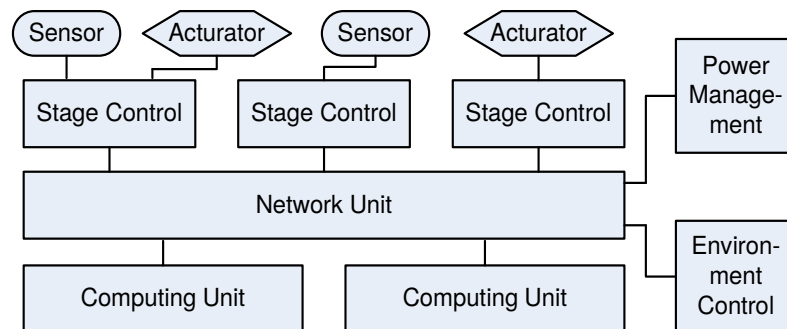 Sensor
Acturator
Sensor
Acturator
Stage Control
Stage Control
Stage Control
Power
Manage-
ment
Network Unit
Environ-
ment
Control
Computing Unit
Computing Unit